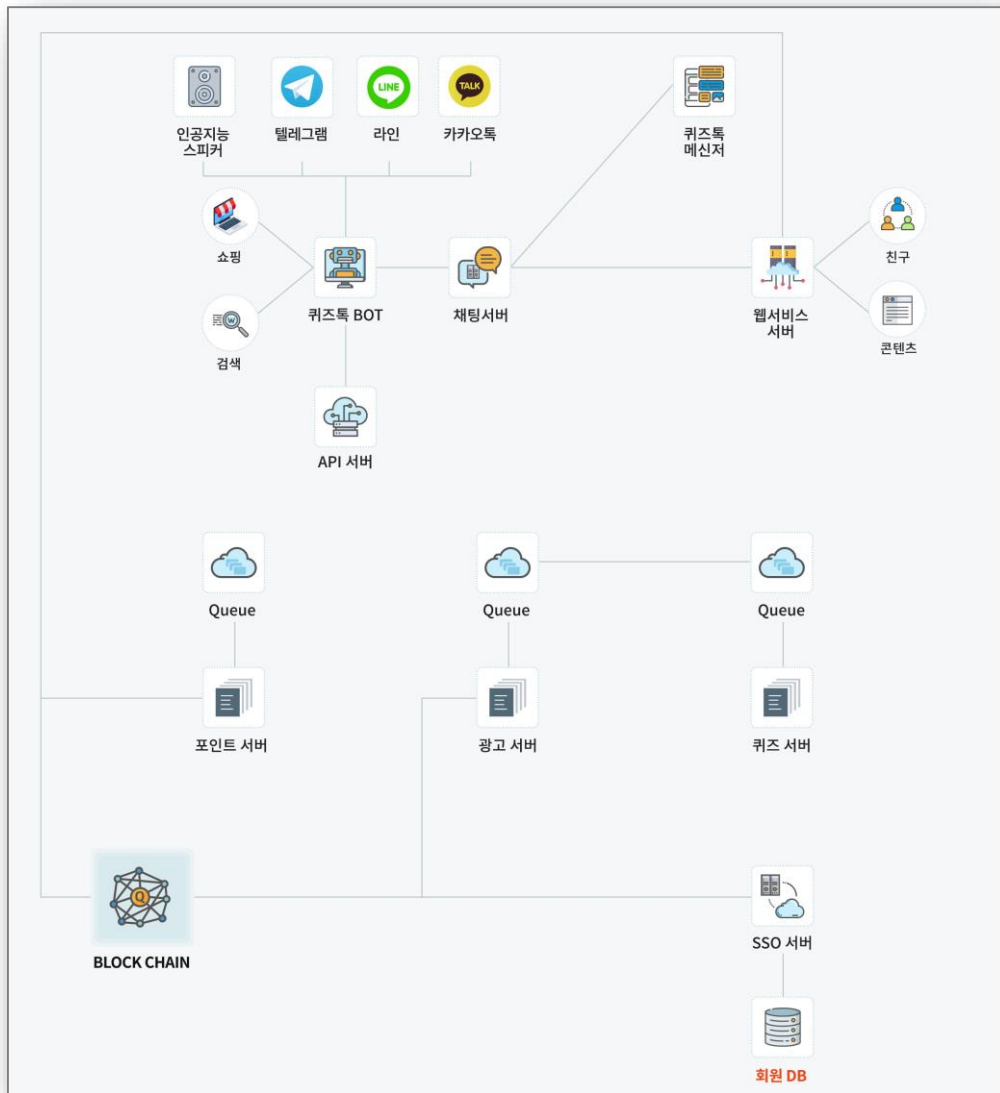 LINE
TALK
인공지능
스피커
텔레그램
라인
카카오톡
퀴즈톡
메신저
쇼핑
친구
퀴즈톡 BOT
채팅서버
웹서비스
서버
W
검색
콘텐츠
API 서버
Queue
Queue
Queue
포인트 서버
광고 서버
퀴즈 서버
Q
SSO 서버
BLOCK CHAIN
회원 DB